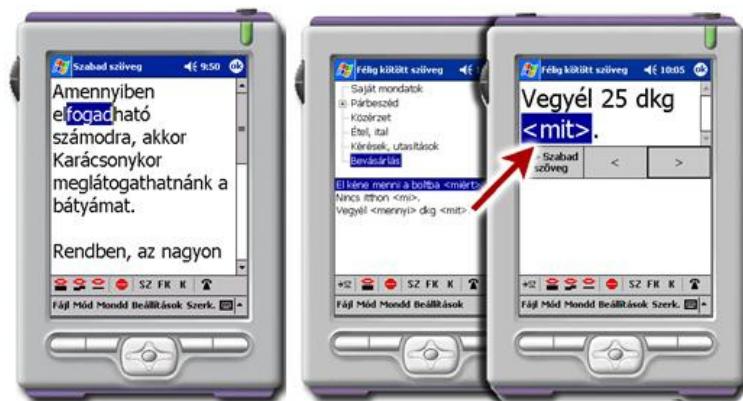 Szabad szöveg 9:50 ok
Amennyiben
elfogadható
számodra, akkor
Karácsonykor
meglátogathatnánk a
bátyámat.
Rendben, az nagyon
SZ FK K
Fájl Mód Mondd Beállítások Szerk.
Félig kötött szöveg
Saját mondatok
Párbeszéd
Közérzet
Étel, ital
Kérések, utasítások
Bevásárlás
El kéne menni a boltba <miért>
Nincs itthon <mi>.
Vegyél <mennyi> dkg <mit>
SZ FK K
Fájl Mód Mondd Beállítások
Félig kötött szöveg 10:05 ok
Vegyél 25 dkg
<mit>.
Szabad
szöveg < >
SZ FK K
Fájl Mód Mondd Beállítások Szerk.